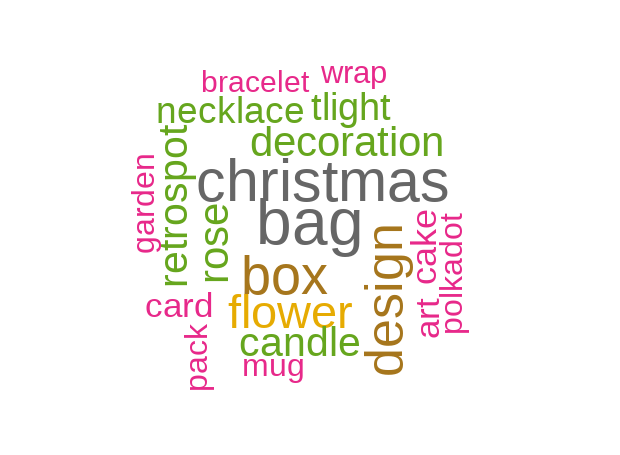 wrap
bracelet
tlight
necklace
decoration
christmas
retrospot
garden
rose
bag
cake
polkadot
design
box
card
flower
art
candle
pack
mug